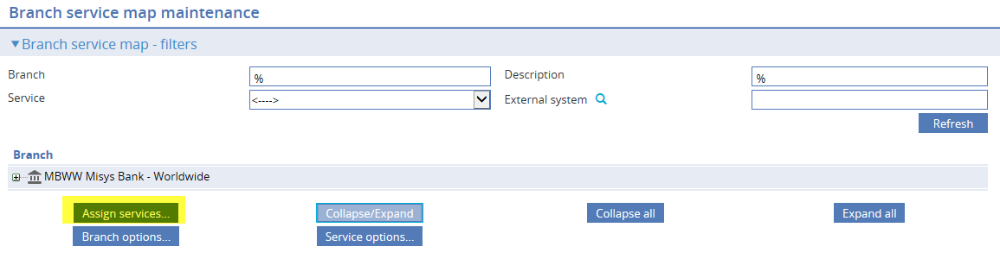 Branch service map maintenance
Branch service map - filters
Branch % Description %
Service <----> External system
Refresh
Branch
MBWW Misys Bank - Worldwide
Assign services... Collapse/Expand Collapse all Expand all
Branch options... Service options...